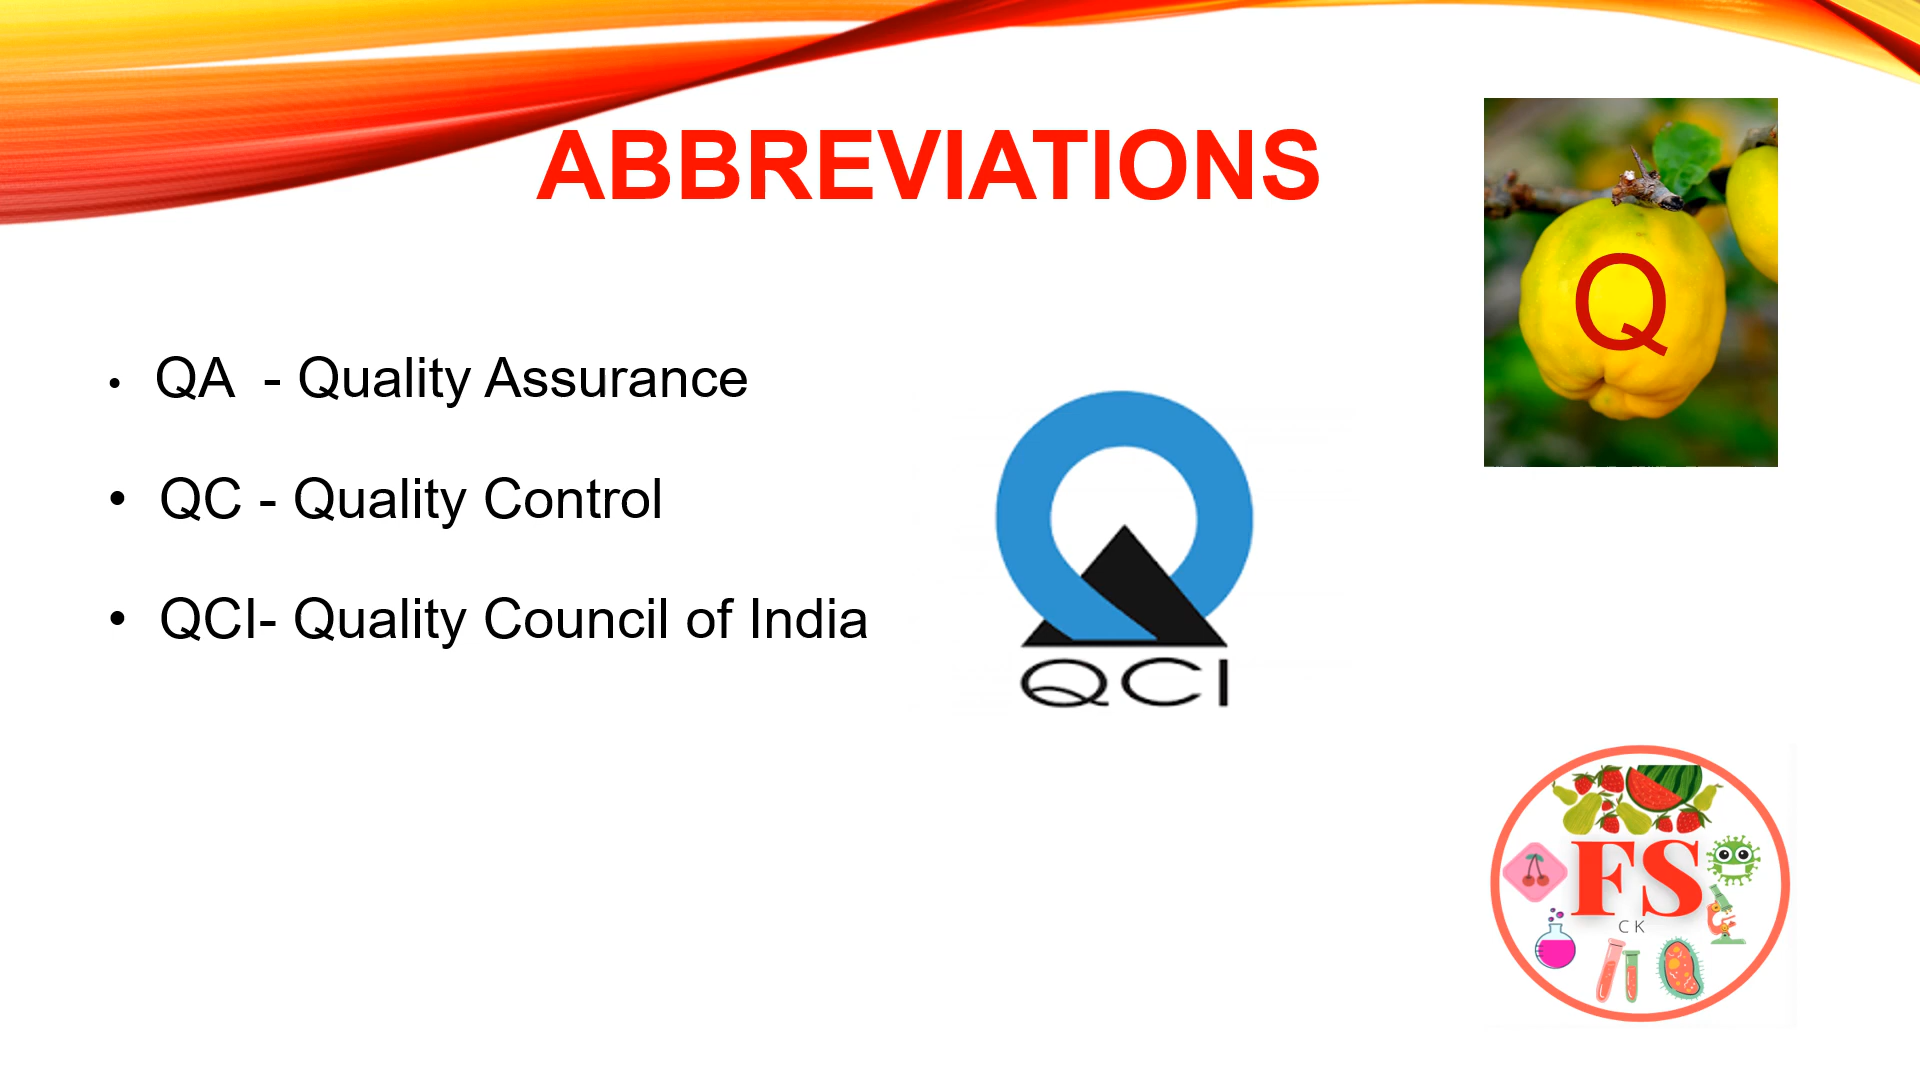 ABBREVIATIONS
Q
• QA - Quality Assurance
• QC - Quality Control
• QCI- Quality Council of India
QCI
FS
CK